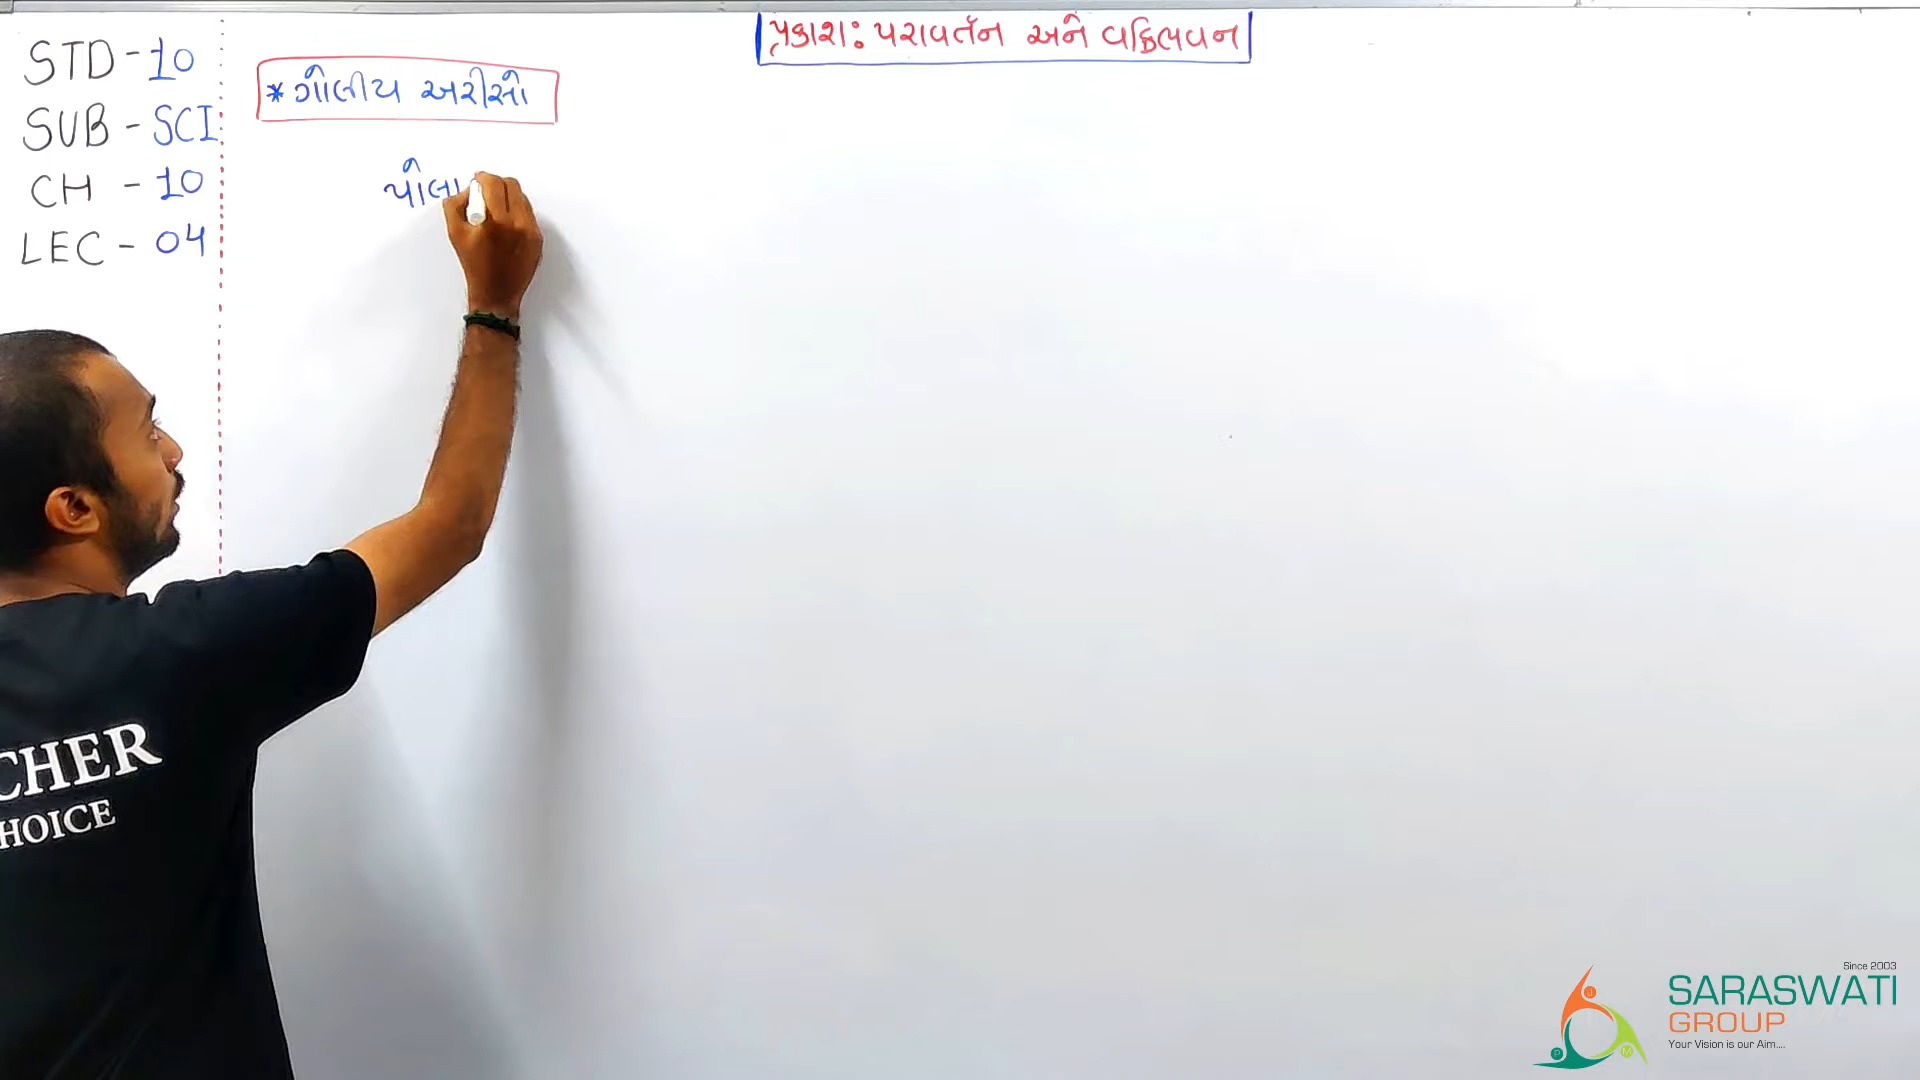 પ્રકાશ: પરાવર્તન અને વક્રિભવન
STD - 10
SUB - SCI
CH - 10
LEC - 04
* ગોલીય અરીસો
પોલા
CHER
HOICE
Since 2003
SARASWATI
GROUP
Your Vision is our Aim....